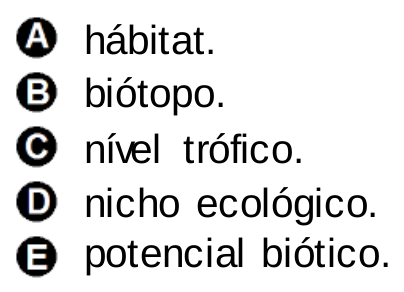 A hábitat.
B biótopo.
C nível trófico.
D nicho ecológico.
E potencial biótico.